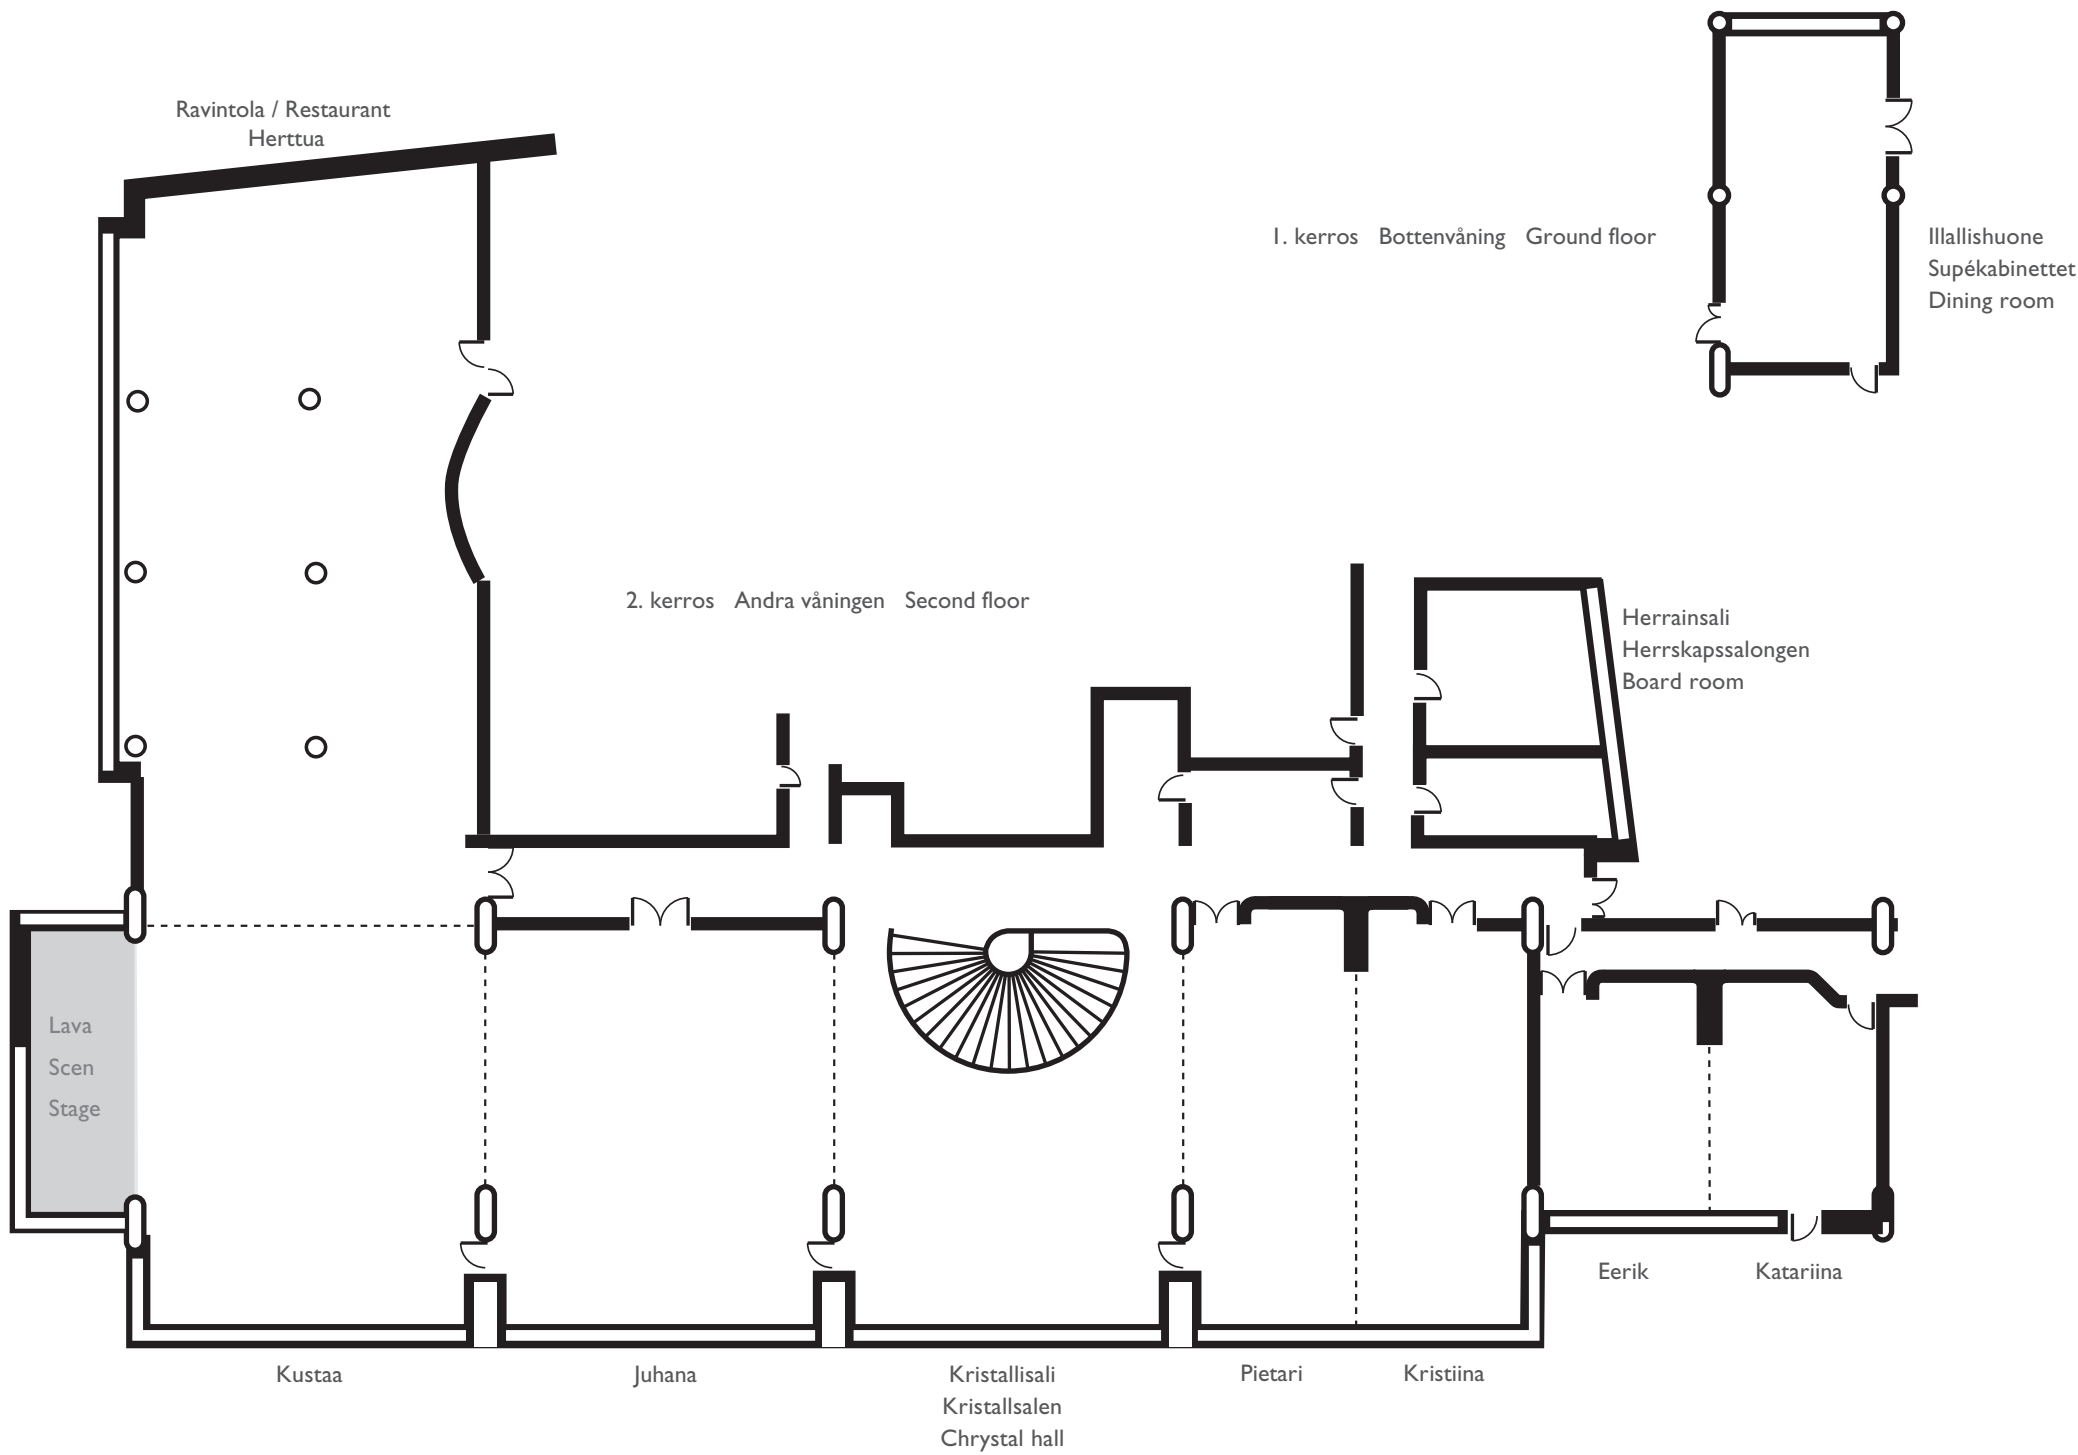 Ravintola / Restaurant
Herttua
1. kerros Bottenvåning Ground floor
Illallishuone
Supékabinettet
Dining room
2. kerros Andra våningen Second floor
Herrainsali
Herrskapssalongen
Board room
Lava
Scen
Stage
Eerik
Katariina
Kustaa
Juhana
Kristallisali
Kristallsalen
Chrystal hall
Pietari
Kristiina